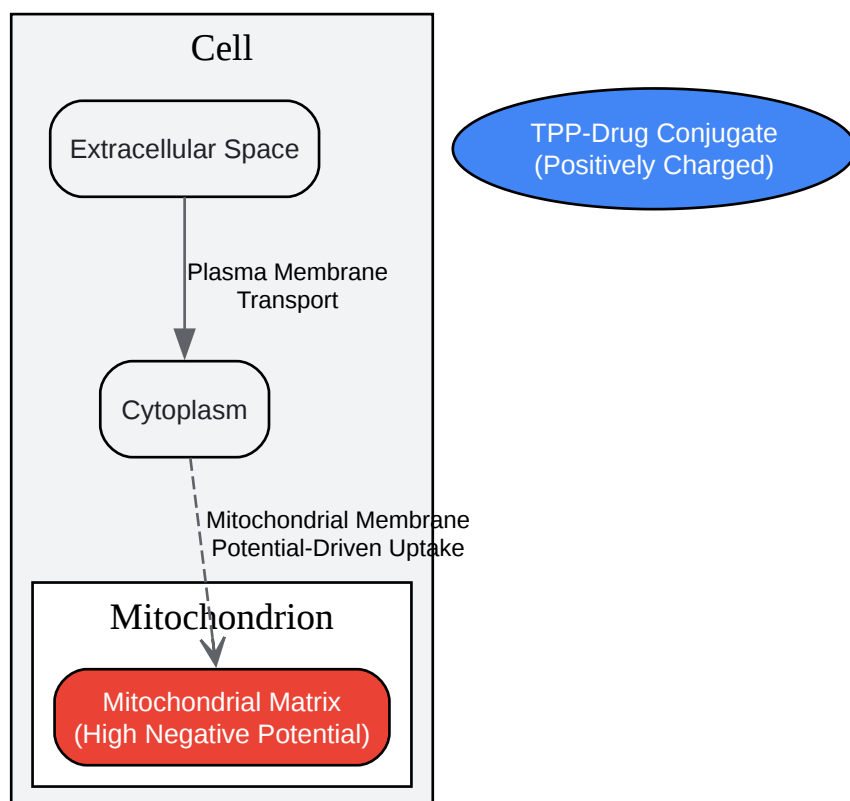 Cell
Extracellular Space
TPP-Drug Conjugate
(Positively Charged)
Plasma Membrane
Transport
Cytoplasm
Mitochondrial Membrane
Potential-Driven Uptake
Mitochondrion
Mitochondrial Matrix
(High Negative Potential)